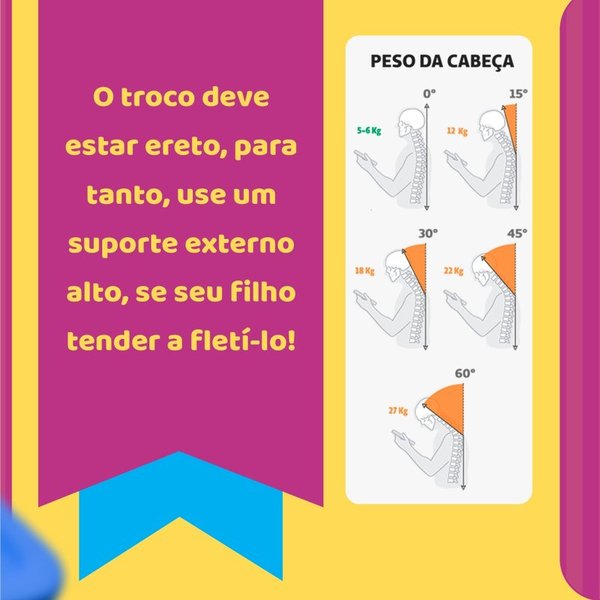 O troco deve
estar ereto, para
tanto, use um
suporte externo
alto, se seu filho
tender a fletí-lo!
PESO DA CABEÇA
0°
5-6 Kg
15°
12 Kg
30°
18 Kg
45°
22 Kg
60°
27 Kg